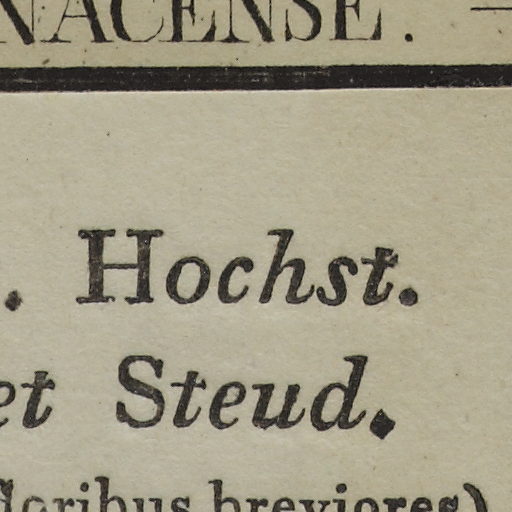 NACENSE. —
. Hochst.
et Steud.
floribus breviores)